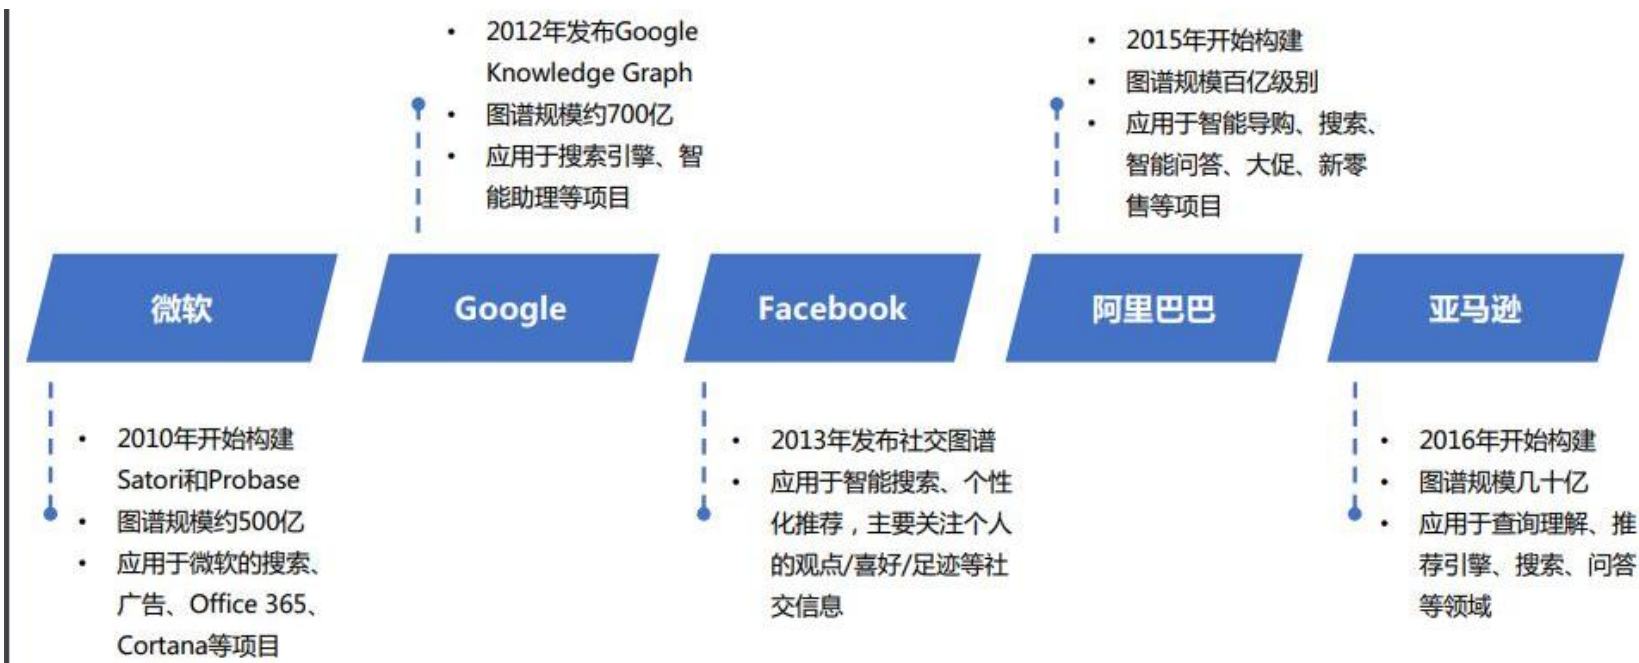 • 2012年发布Google
Knowledge Graph
• 图谱规模约700亿
• 应用于搜索引擎、智
能助理等项目
• 2015年开始构建
• 图谱规模百亿级别
• 应用于智能导购、搜索、
智能问答、大促、新零
售等项目
微软
Google
Facebook
阿里巴巴
亚马逊
• 2010年开始构建
Satori和Probase
• 图谱规模约500亿
• 应用于微软的搜索、
广告、Office 365、
Cortana等项目
• 2013年发布社交图谱
• 应用于智能搜索、个性
化推荐，主要关注个人
的观点/喜好/足迹等社
交信息
• 2016年开始构建
• 图谱规模几十亿
• 应用于查询理解、推
荐引擎、搜索、问答
等领域